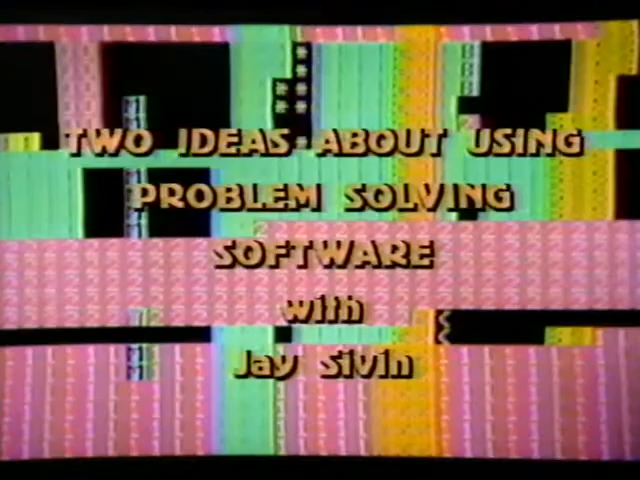 TWO IDEAS ABOUT USING
PROBLEM SOLVING
SOFTWARE
with
Jay Sivin